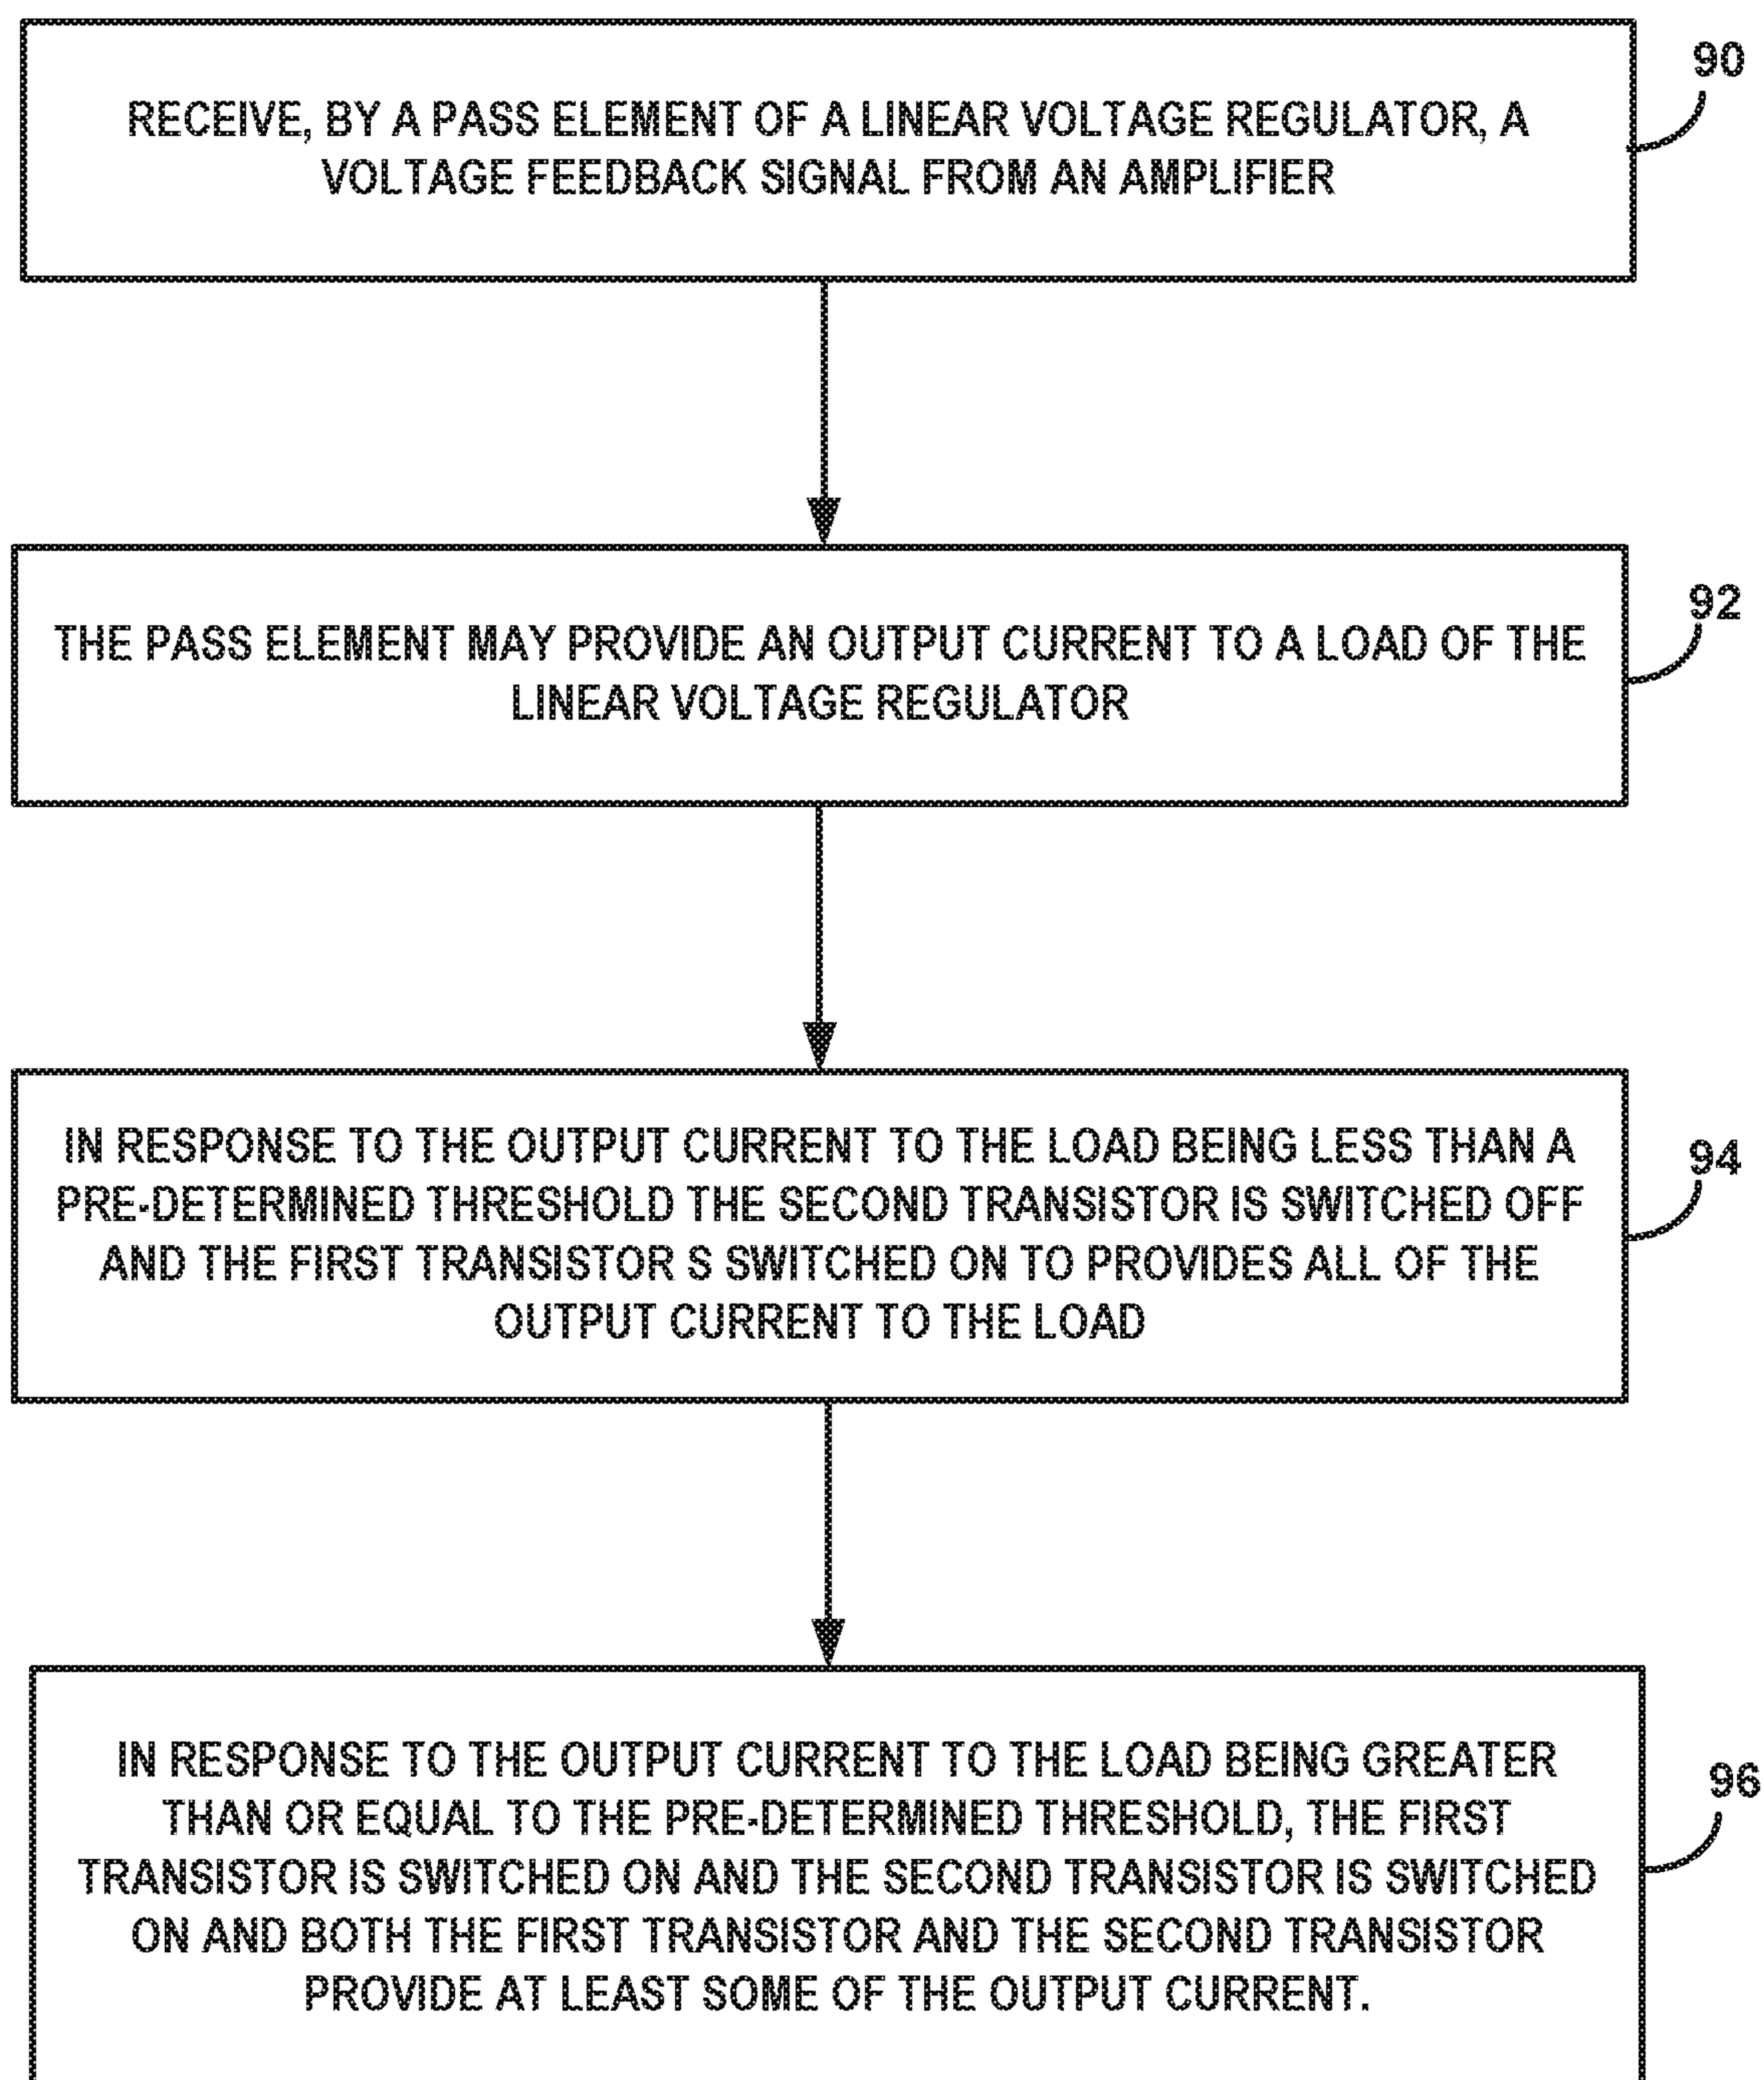 90
RECEIVE, BY A PASS ELEMENT OF A LINEAR VOLTAGE REGULATOR, A
VOLTAGE FEEDBACK SIGNAL FROM AN AMPLIFIER
92
THE PASS ELEMENT MAY PROVIDE AN OUTPUT CURRENT TO A LOAD OF THE
LINEAR VOLTAGE REGULATOR
94
IN RESPONSE TO THE OUTPUT CURRENT TO THE LOAD BEING LESS THAN A
PRE-DETERMINED THRESHOLD THE SECOND TRANSISTOR IS SWITCHED OFF
AND THE FIRST TRANSISTOR S SWITCHED ON TO PROVIDES ALL OF THE
OUTPUT CURRENT TO THE LOAD
96
IN RESPONSE TO THE OUTPUT CURRENT TO THE LOAD BEING GREATER
THAN OR EQUAL TO THE PRE-DETERMINED THRESHOLD, THE FIRST
TRANSISTOR IS SWITCHED ON AND THE SECOND TRANSISTOR IS SWITCHED
ON AND BOTH THE FIRST TRANSISTOR AND THE SECOND TRANSISTOR
PROVIDE AT LEAST SOME OF THE OUTPUT CURRENT.